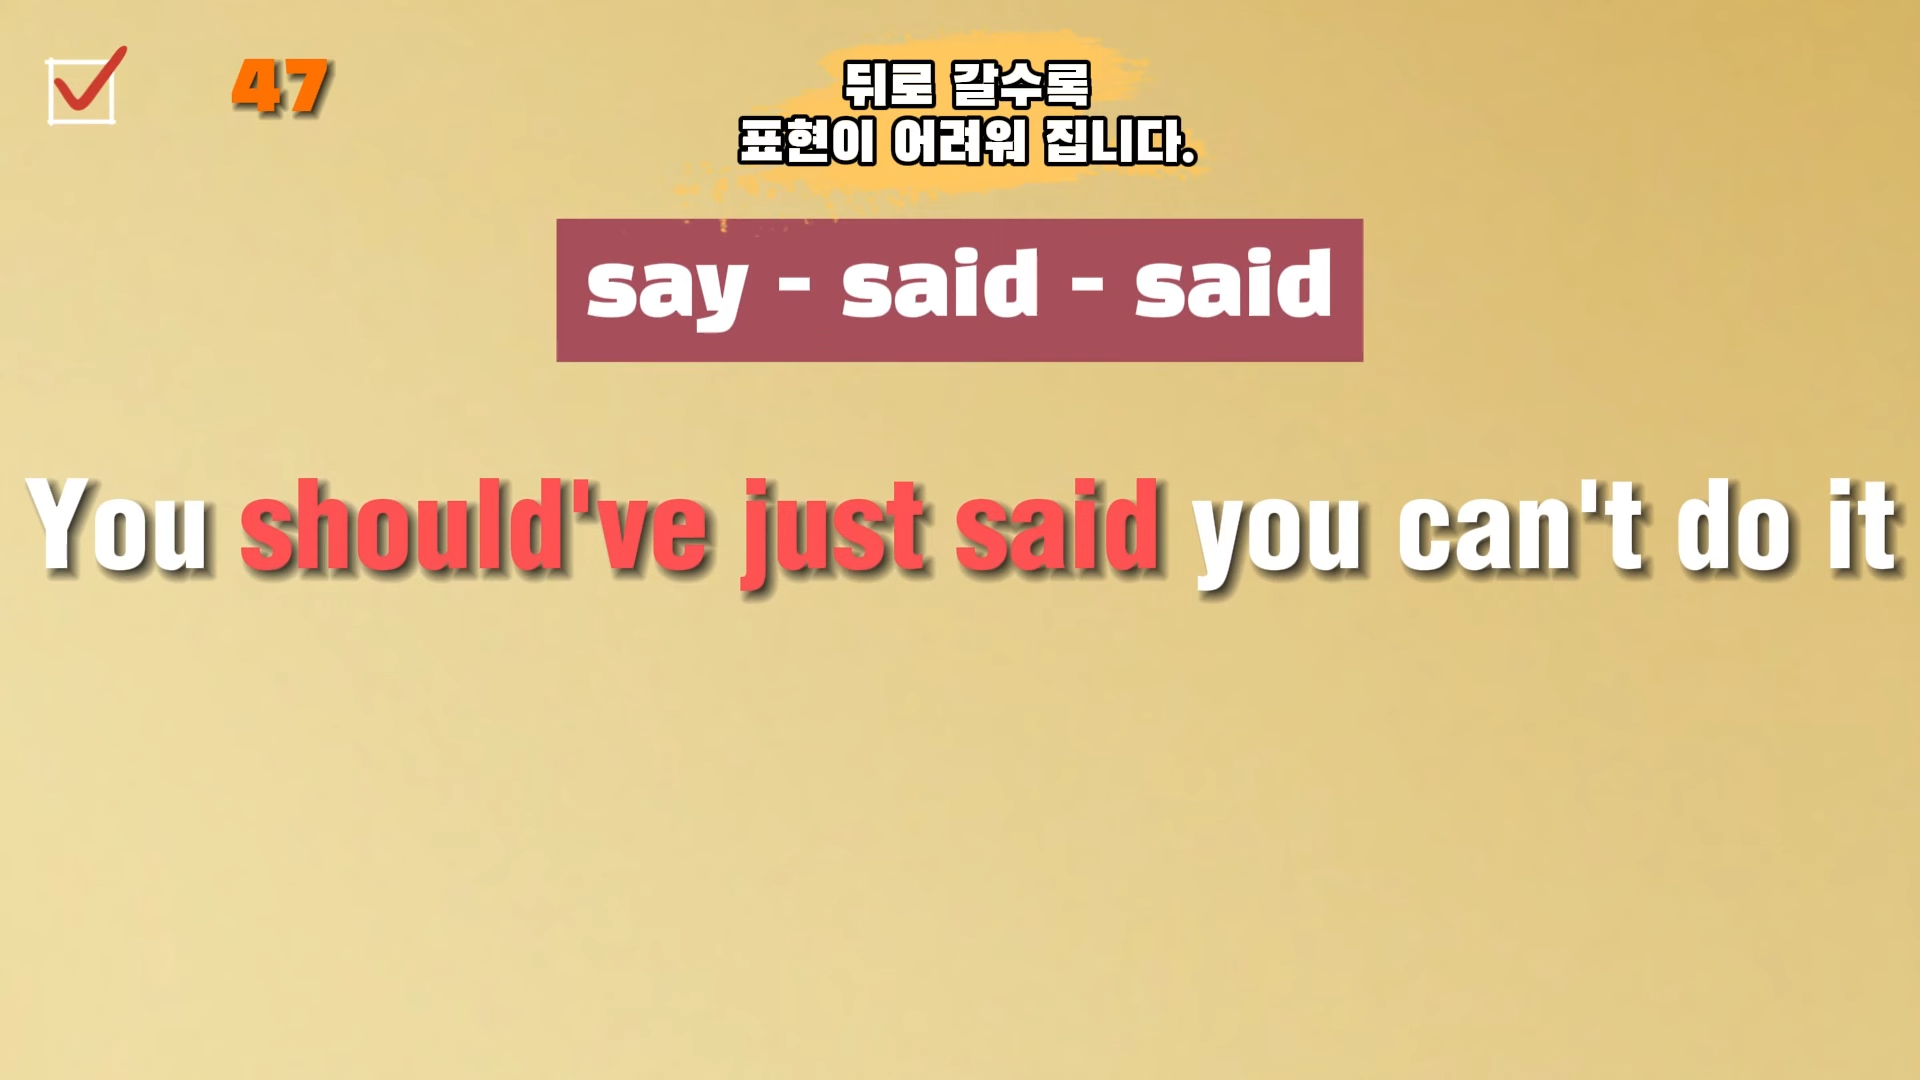 47
뒤로 갈수록
표현이 어려워 집니다.
say - said - said
You should've just said you can't do it